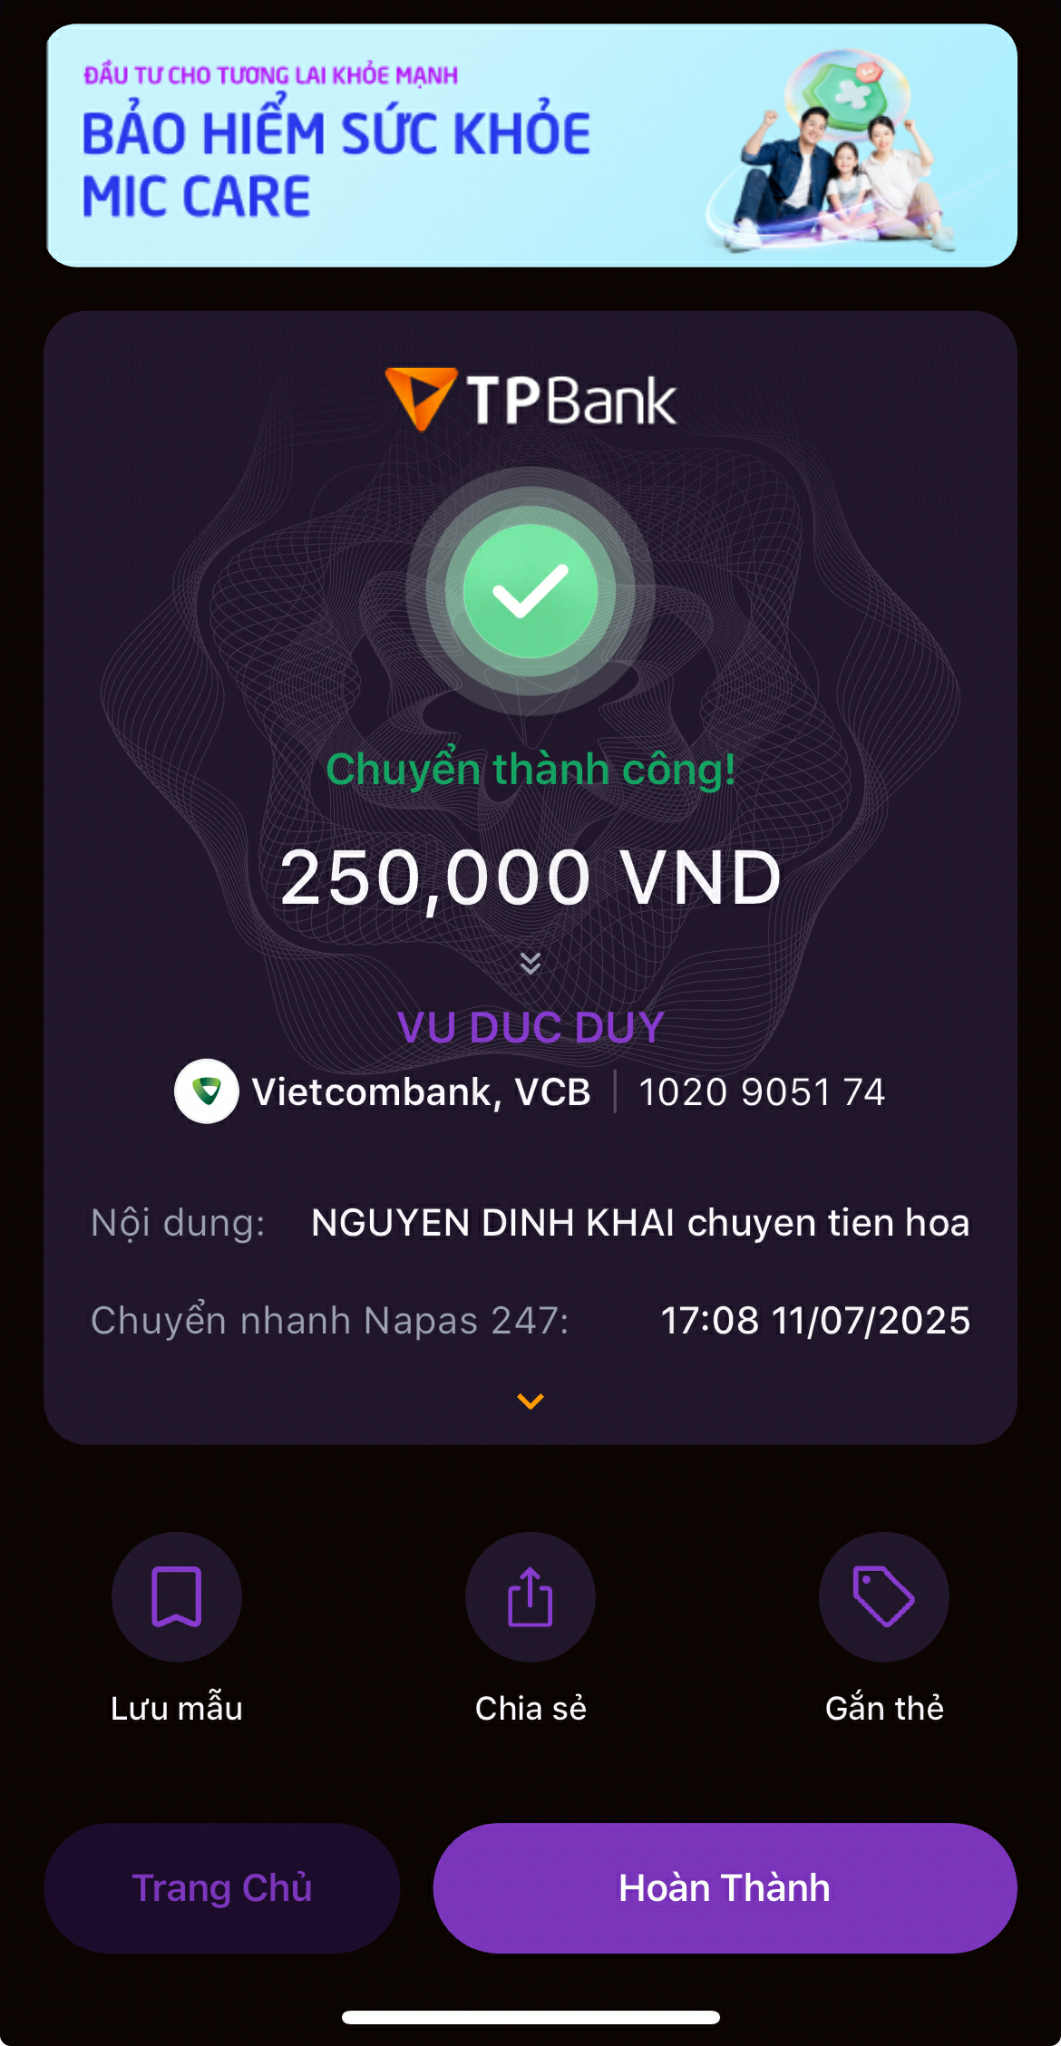 ĐẦU TƯ CHO TƯƠNG LAI KHỎE MẠNH
BẢO HIỂM SỨC KHỎE
MIC CARE
TPBank
Chuyển thành công!
250,000 VND
VU DUC DUY
Vietcombank, VCB | 1020 9051 74
Nội dung: NGUYEN DINH KHAI chuyen tien hoa
Chuyển nhanh Napas 247: 17:08 11/07/2025
Lưu mẫu Chia sẻ Gắn thẻ
Trang Chủ Hoàn Thành